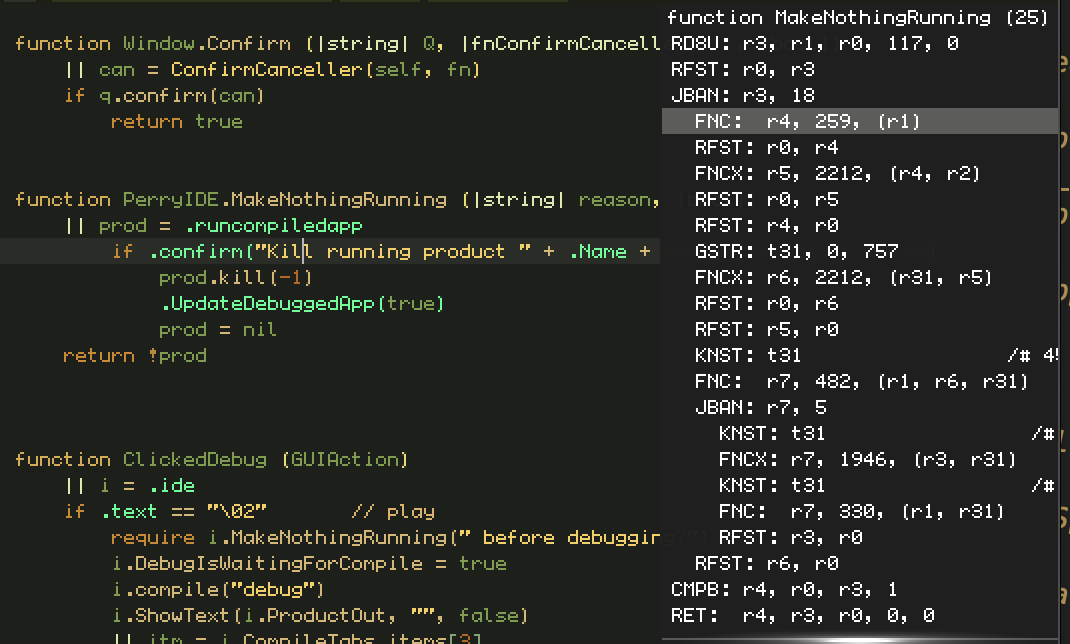 function Window.Confirm (|string| Q, |fnConfirmCancell
|| can = ConfirmCanceller(self, fn)
if q.confirm(can)
return true
function PerryIDE.MakeNothingRunning (|string| reason,
|| prod = .runcompiledapp
if .confirm("Kill running product " + .Name +
prod.kill(-1)
.UpdateDebuggedApp(true)
prod = nil
return !prod
function ClickedDebug (GUIAction)
|| i = .ide
if .text == "\02" // play
require i.MakeNothingRunning(" before debugging?")
i.DebugIsWaitingForCompile = true
i.compile("debug")
i.ShowText(i.ProductOut, "", false)
|| itm = i.CompileTabs.items[3]
function MakeNothingRunning (25)
RD8U: r3, r1, r0, 117, 0
RFST: r0, r3
JBAN: r3, 18
FNC: r4, 259, (r1)
RFST: r0, r4
FNCX: r5, 2212, (r4, r2)
RFST: r0, r5
RFST: r4, r0
GSTR: t31, 0, 757
FNCX: r6, 2212, (r31, r5)
RFST: r0, r6
RFST: r5, r0
KNST: t31 /# 4
FNC: r7, 482, (r1, r6, r31)
JBAN: r7, 5
KNST: t31 /#
FNCX: r7, 1946, (r3, r31)
KNST: t31 /#
FNC: r7, 330, (r1, r31)
RFST: r3, r0
RFST: r6, r0
CMPB: r4, r0, r3, 1
RET: r4, r3, r0, 0, 0